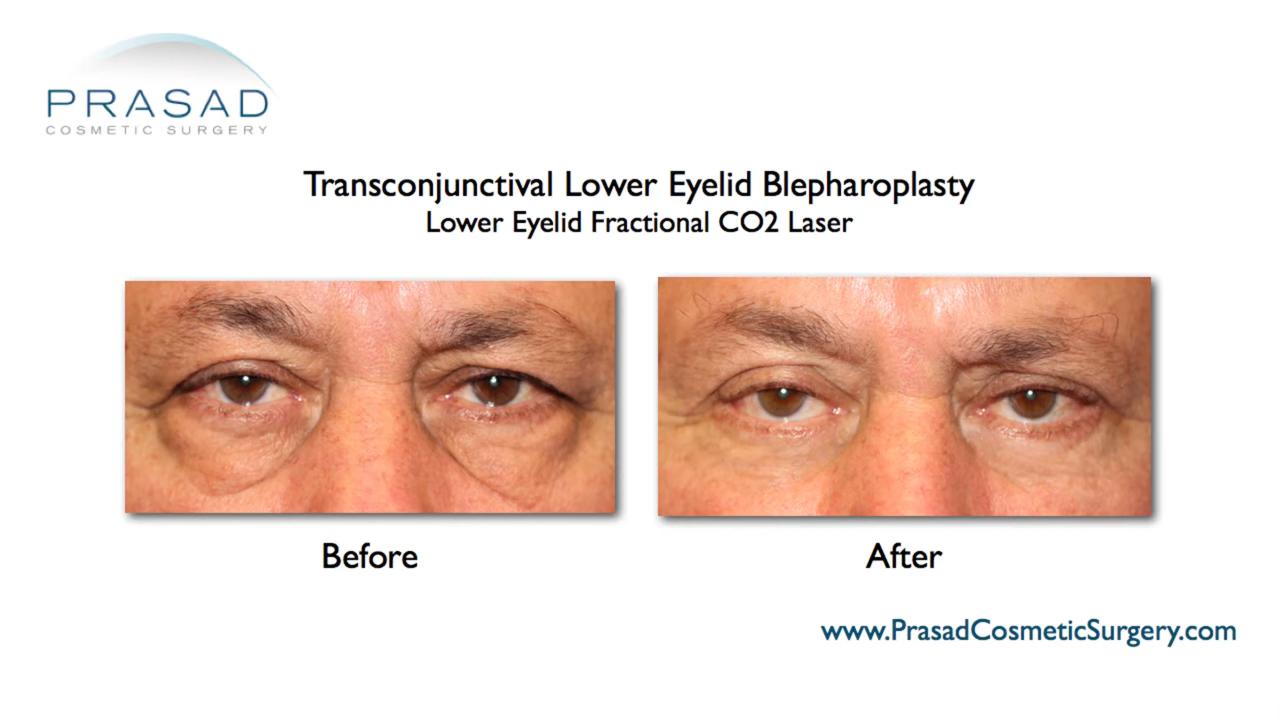 PRASAD
COSMETIC SURGERY
Transconjunctival Lower Eyelid Blepharoplasty
Lower Eyelid Fractional CO2 Laser
Before
After
www.PrasadCosmeticSurgery.com